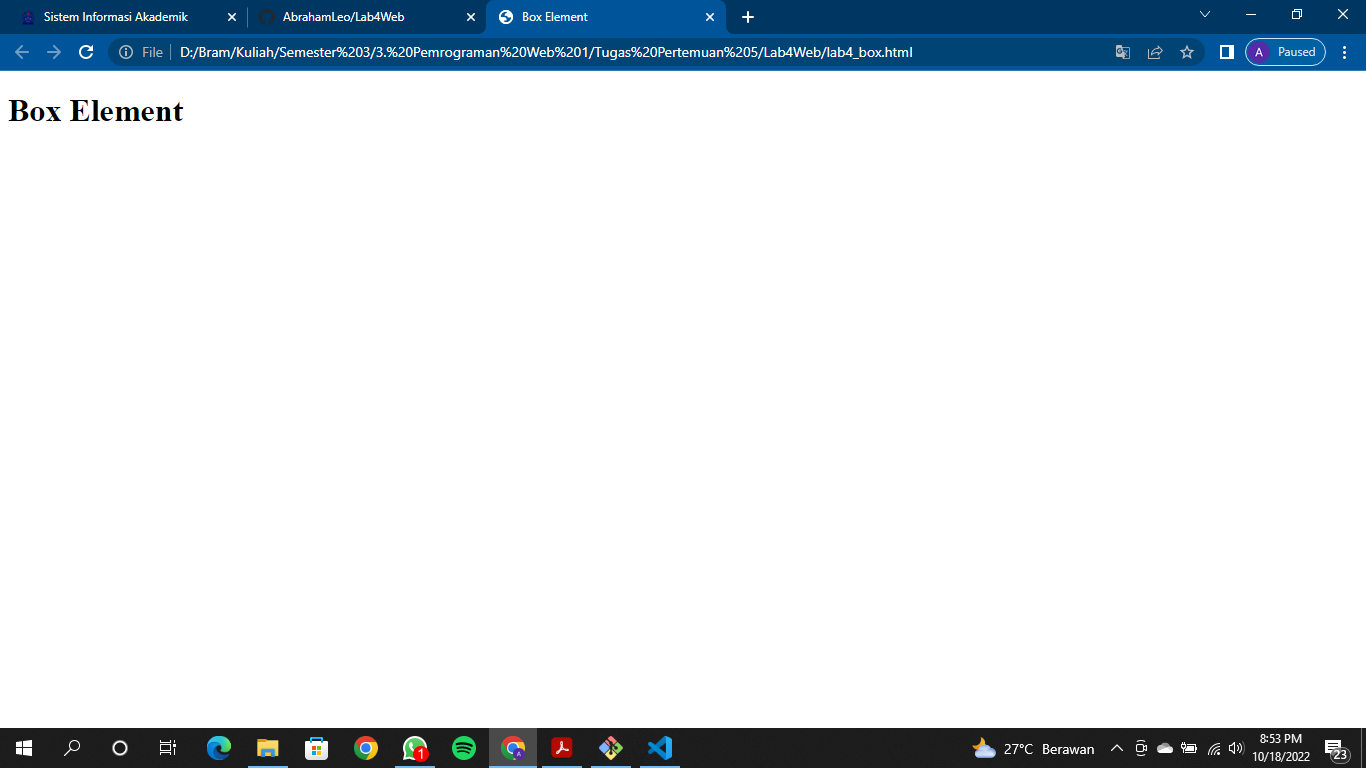 Sistem Informasi Akademik
AbrahamLeo/Lab4Web
Box Element
File
D:/Bram/Kuliah/Semester%203/3.%20Pemrograman%20Web%201/Tugas%20Pertemuan%205/Lab4Web/lab4_box.html
A
Paused
Box Element
1
A
27°C Berawan
8:53 PM
10/18/2022
23